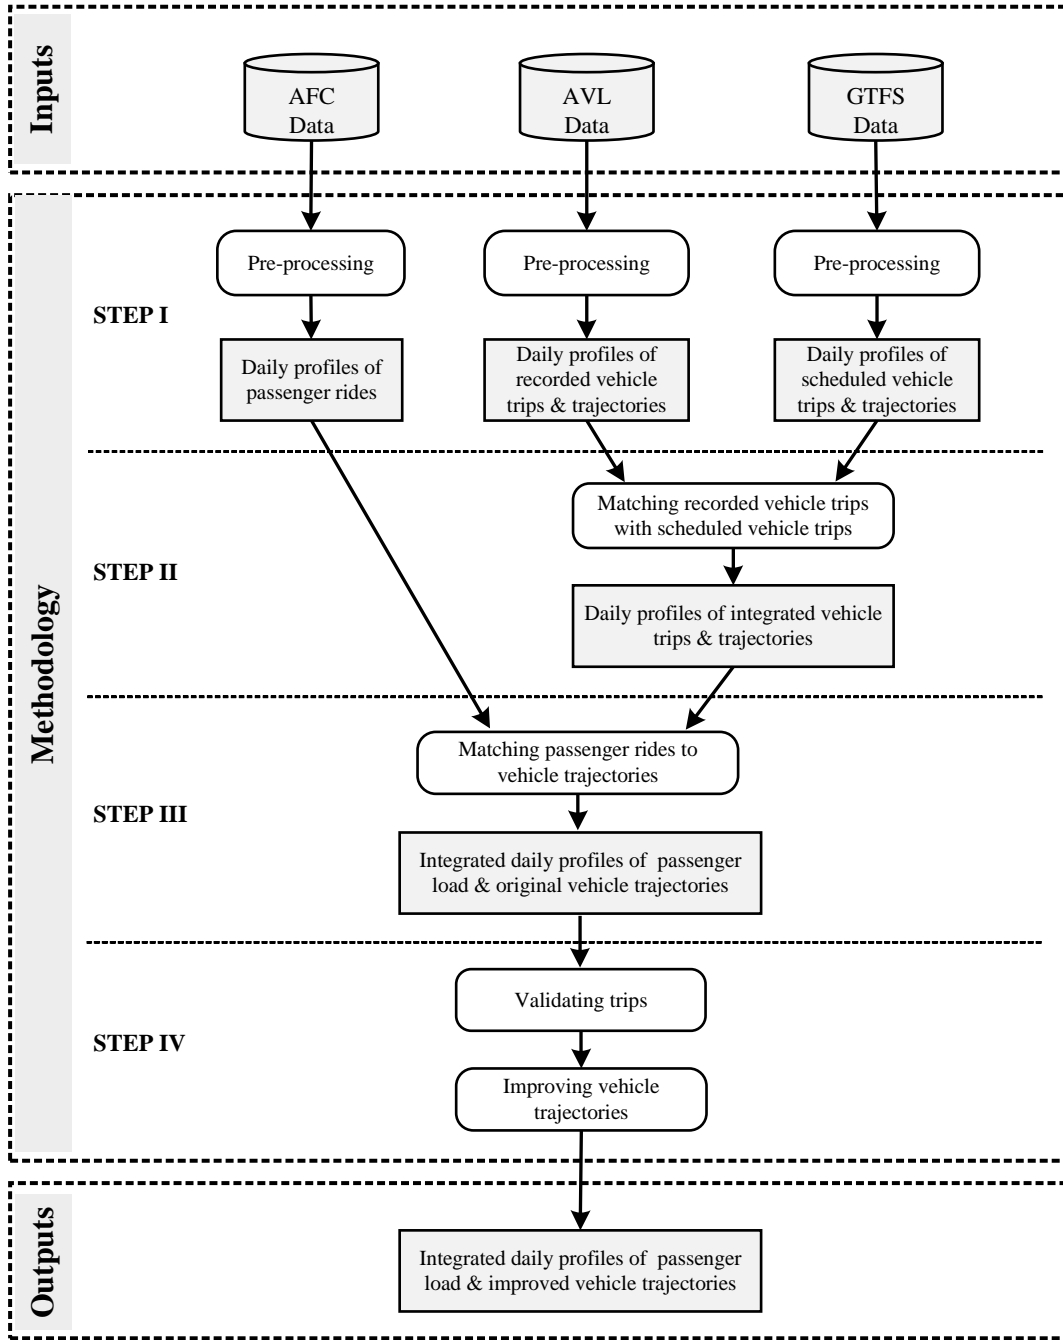 Inputs
AFC
Data
AVL
Data
GTFS
Data
Methodology
STEP I
Pre-processing
Pre-processing
Pre-processing
Daily profiles of
passenger rides
Daily profiles of
recorded vehicle
trips & trajectories
Daily profiles of
scheduled vehicle
trips & trajectories
STEP II
Matching recorded vehicle trips
with scheduled vehicle trips
Daily profiles of integrated vehicle
trips & trajectories
STEP III
Matching passenger rides to
vehicle trajectories
Integrated daily profiles of passenger
load & original vehicle trajectories
STEP IV
Validating trips
Improving vehicle
trajectories
Outputs
Integrated daily profiles of passenger
load & improved vehicle trajectories